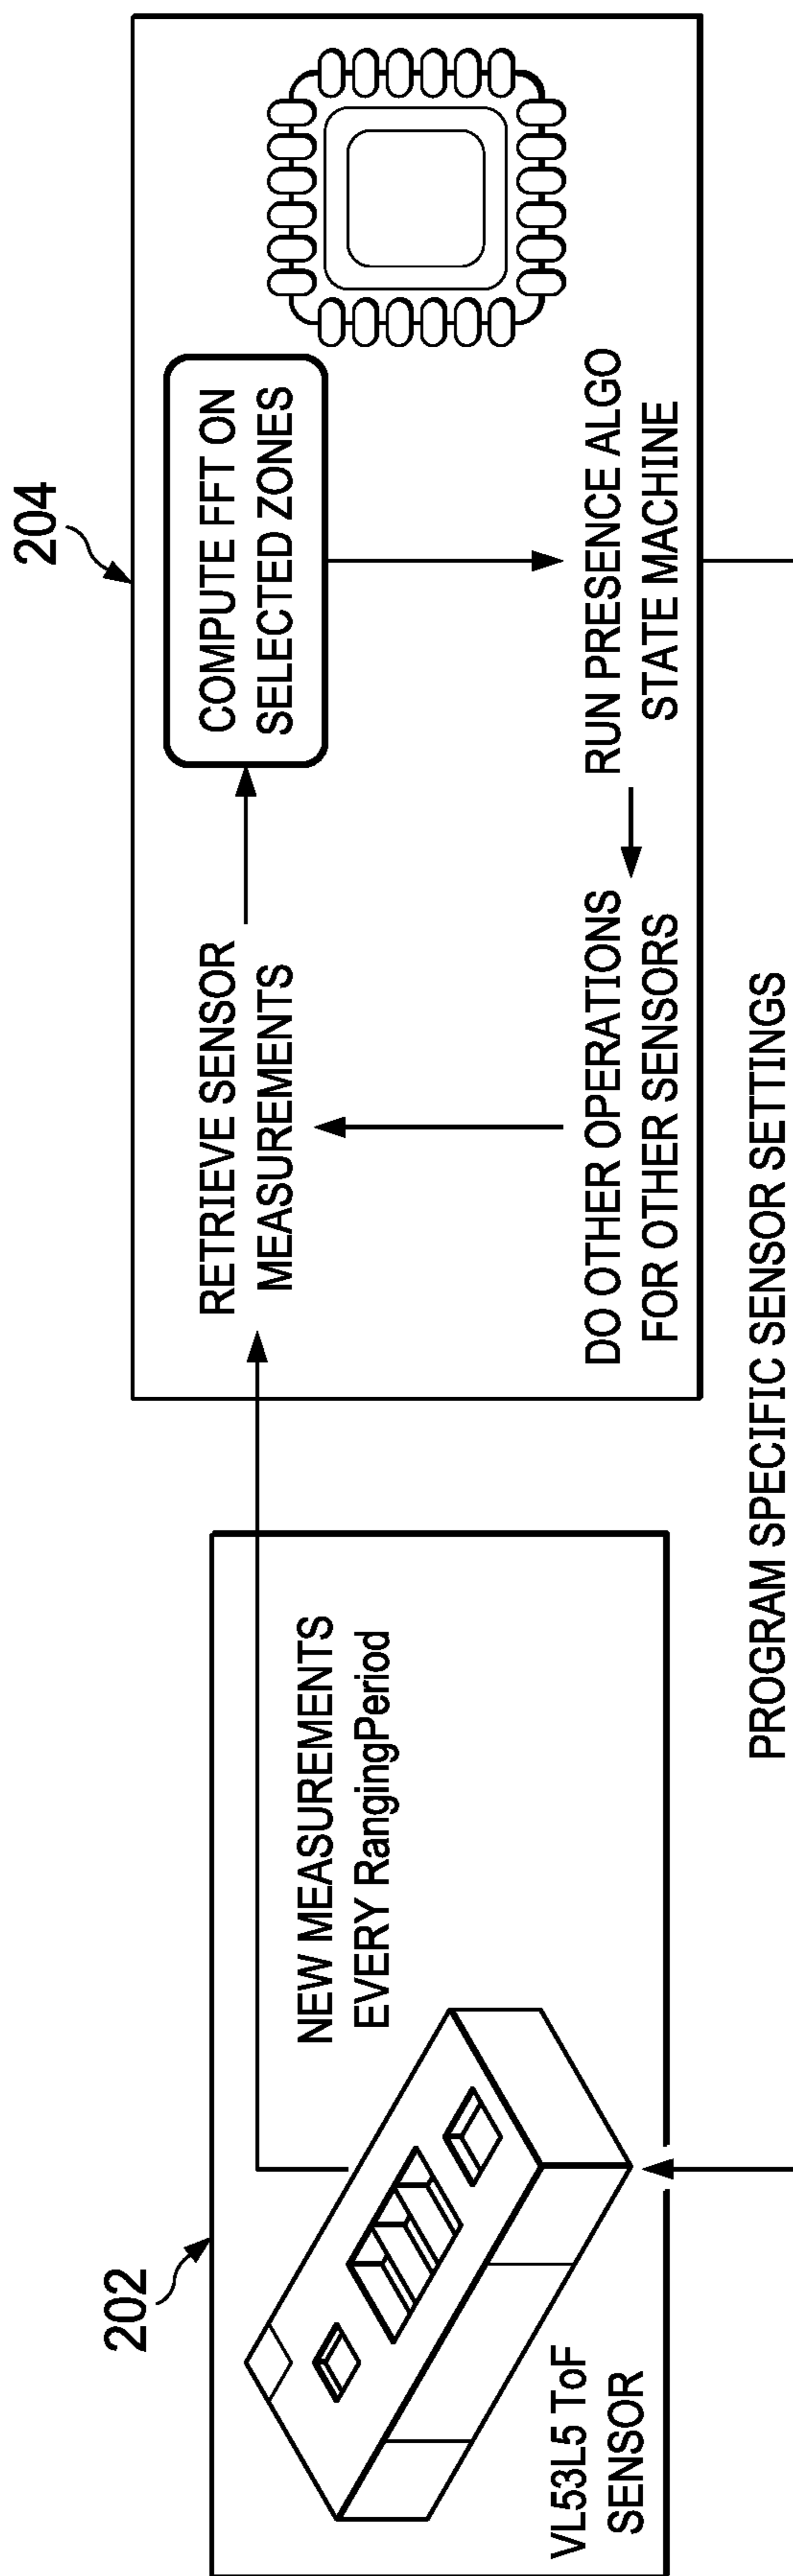 202
NEW MEASUREMENTS
EVERY RangingPeriod
VL53L5 ToF
SENSOR
204
RETRIEVE SENSOR
MEASUREMENTS
COMPUTE FFT ON
SELECTED ZONES
DO OTHER OPERATIONS
FOR OTHER SENSORS
RUN PRESENCE ALGO
STATE MACHINE
PROGRAM SPECIFIC SENSOR SETTINGS